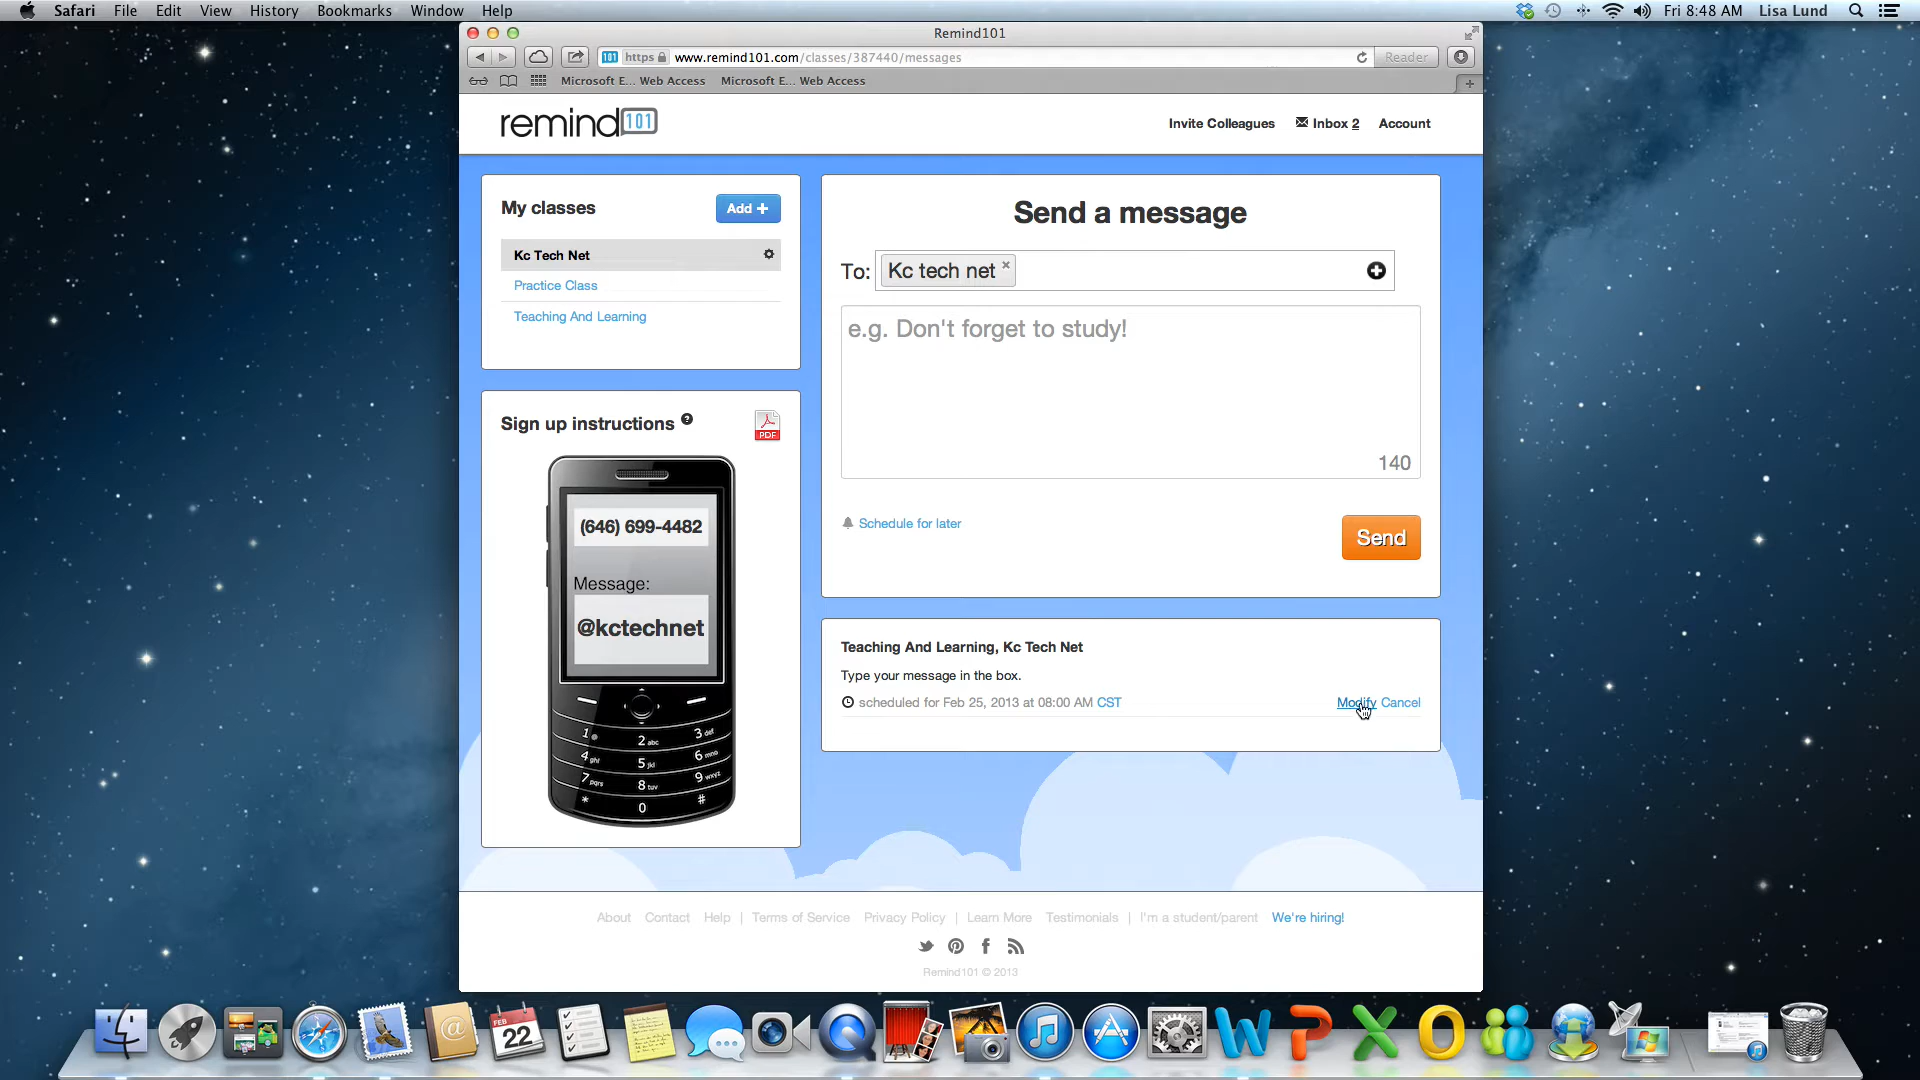 Safari File Edit View History Bookmarks Window Help Fri 8:48 AM Lisa Lund
Remind101
101 https www.remind101.com/classes/387440/messages Reader
Microsoft E... Web Access Microsoft E... Web Access
remind101 Invite Colleagues Inbox 2 Account
My classes Add +
Kc Tech Net
Practice Class
Teaching And Learning
Sign up instructions ?
PDF
(646) 699-4482
Message:
@kctechnet
1
2 abc
3 def
4 ghi
5 jkl
6 mno
7 pqrs
8 tuv
9 wxyz
*
0
#
Send a message
To: Kc tech net ×
e.g. Don't forget to study!
140
Schedule for later
Send
Teaching And Learning, Kc Tech Net
Type your message in the box.
scheduled for Feb 25, 2013 at 08:00 AM CST Modify Cancel
About Contact Help | Terms of Service Privacy Policy | Learn More Testimonials | I'm a student/parent We're hiring!
Remind101 © 2013
FEB
22